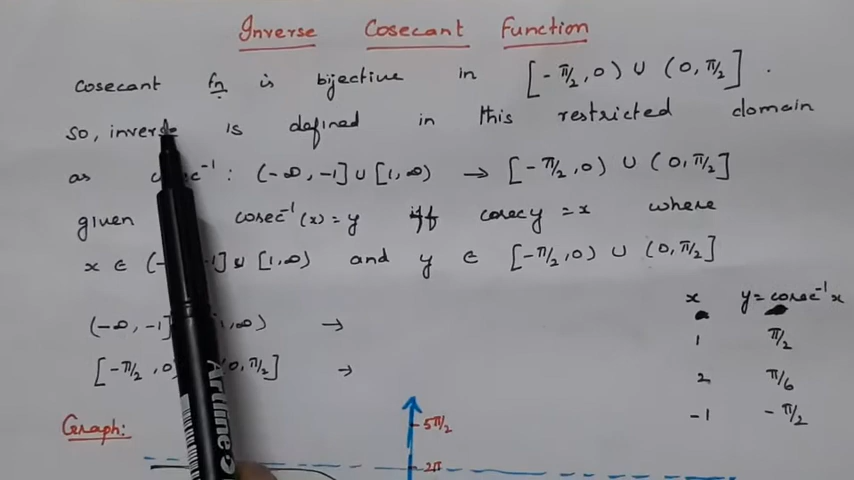 Inverse Cosecant Function
cosecant fn is bijective in [-π/2, 0) ∪ (0, π/2] .
so, inverse is defined in this restricted domain
as c c⁻¹ : (-∞, -1] ∪ [1, ∞) → [-π/2, 0) ∪ (0, π/2]
given cosec⁻¹(x) = y iff cosec y = x where
x ∈ (- -1] ∪ [1, ∞) and y ∈ [-π/2, 0) ∪ (0, π/2]
x y = cosec⁻¹ x
(-∞, -1] 1, ∞) →
1 π/2
[-π/2, 0 0, π/2] →
2 π/6
-1 -π/2
Graph:
5π/2
2π
Artline